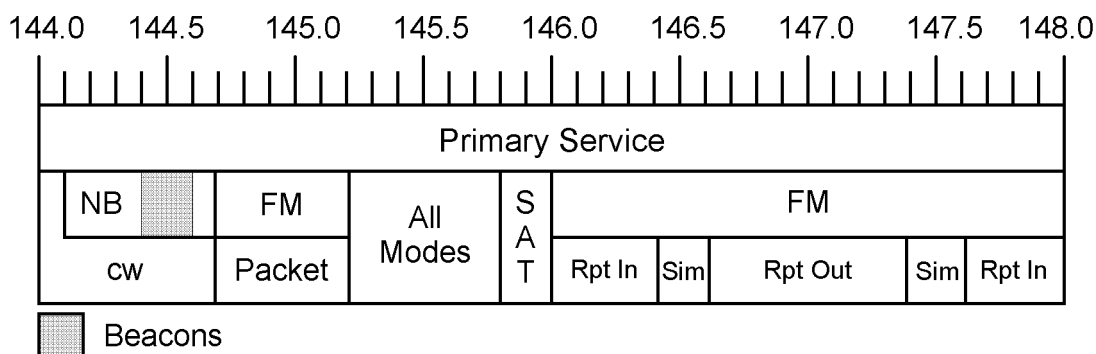 144.0 144.5 145.0 145.5 146.0 146.5 147.0 147.5 148.0
Primary Service
NB FM All Modes SAT FM
cw Packet Rpt In Sim Rpt Out Sim Rpt In
Beacons